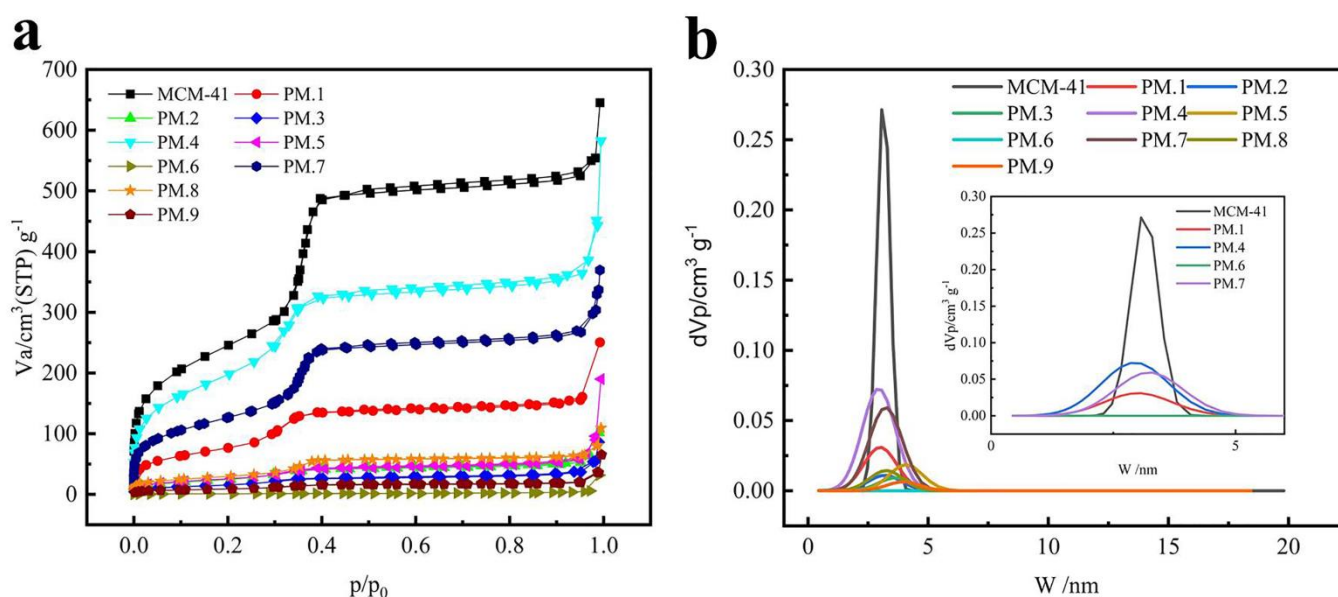 a
700
600
500
400
300
200
100
0
Va/cm³(STP) g⁻¹
MCM-41 PM.1
PM.2 PM.3
PM.4 PM.5
PM.6 PM.7
PM.8
PM.9
0.0 0.2 0.4 0.6 0.8 1.0
p/p₀
b
0.30
0.25
0.20
0.15
0.10
0.05
0.00
dVp/cm³ g⁻¹
MCM-41 PM.1 PM.2
PM.3 PM.4 PM.5
PM.6 PM.7 PM.8
PM.9
0.30
0.25
0.20
0.15
0.10
0.05
0.00
dVp/cm³ g⁻¹
MCM-41
PM.1
PM.4
PM.6
PM.7
0 5
W /nm
0 5 10 15 20
W /nm